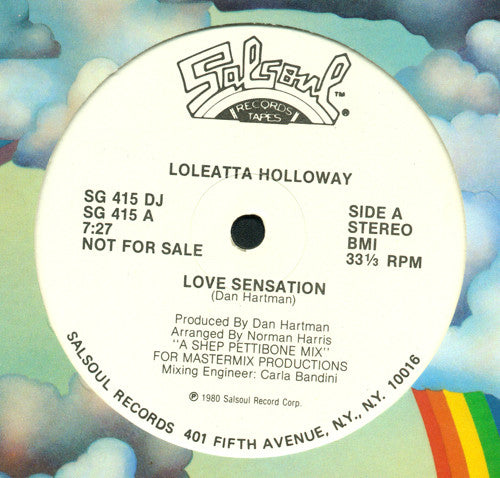 Salsoul
RECORDS
TAPES
TM
LOLEATTA HOLLOWAY
SG 415 DJ
SG 415 A
7:27
NOT FOR SALE
SIDE A
STEREO
BMI
33⅓ RPM
LOVE SENSATION
(Dan Hartman)
Produced By Dan Hartman
Arranged By Norman Harris
"A SHEP PETTIBONE MIX"
FOR MASTERMIX PRODUCTIONS
Mixing Engineer: Carla Bandini
℗ 1980 Salsoul Record Corp.
SALSOUL RECORDS 401 FIFTH AVENUE, N.Y., N.Y. 10016